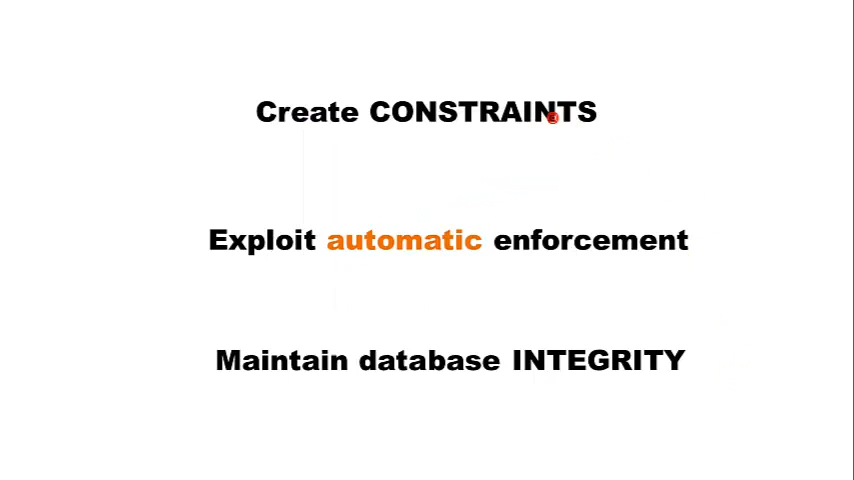 Create CONSTRAINTS
Exploit automatic enforcement
Maintain database INTEGRITY